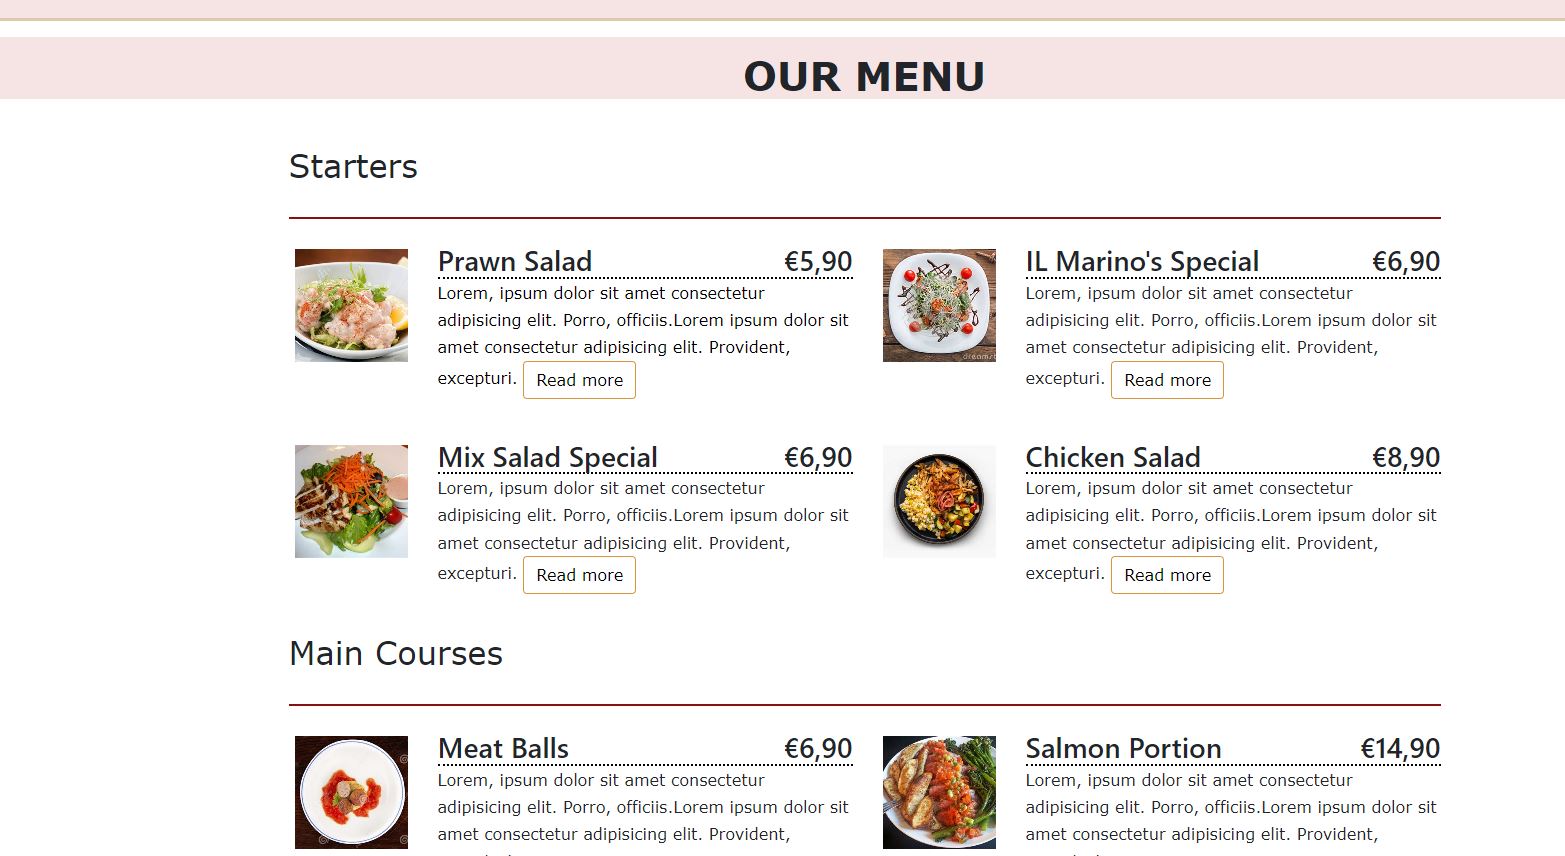 OUR MENU
Starters
Prawn Salad €5,90
Lorem, ipsum dolor sit amet consectetur
adipisicing elit. Porro, officiis.Lorem ipsum dolor sit
amet consectetur adipisicing elit. Provident,
excepturi. Read more
IL Marino's Special €6,90
Lorem, ipsum dolor sit amet consectetur
adipisicing elit. Porro, officiis.Lorem ipsum dolor sit
amet consectetur adipisicing elit. Provident,
excepturi. Read more
Mix Salad Special €6,90
Lorem, ipsum dolor sit amet consectetur
adipisicing elit. Porro, officiis.Lorem ipsum dolor sit
amet consectetur adipisicing elit. Provident,
excepturi. Read more
Chicken Salad €8,90
Lorem, ipsum dolor sit amet consectetur
adipisicing elit. Porro, officiis.Lorem ipsum dolor sit
amet consectetur adipisicing elit. Provident,
excepturi. Read more
Main Courses
Meat Balls €6,90
Lorem, ipsum dolor sit amet consectetur
adipisicing elit. Porro, officiis.Lorem ipsum dolor sit
amet consectetur adipisicing elit. Provident,
Salmon Portion €14,90
Lorem, ipsum dolor sit amet consectetur
adipisicing elit. Porro, officiis.Lorem ipsum dolor sit
amet consectetur adipisicing elit. Provident,